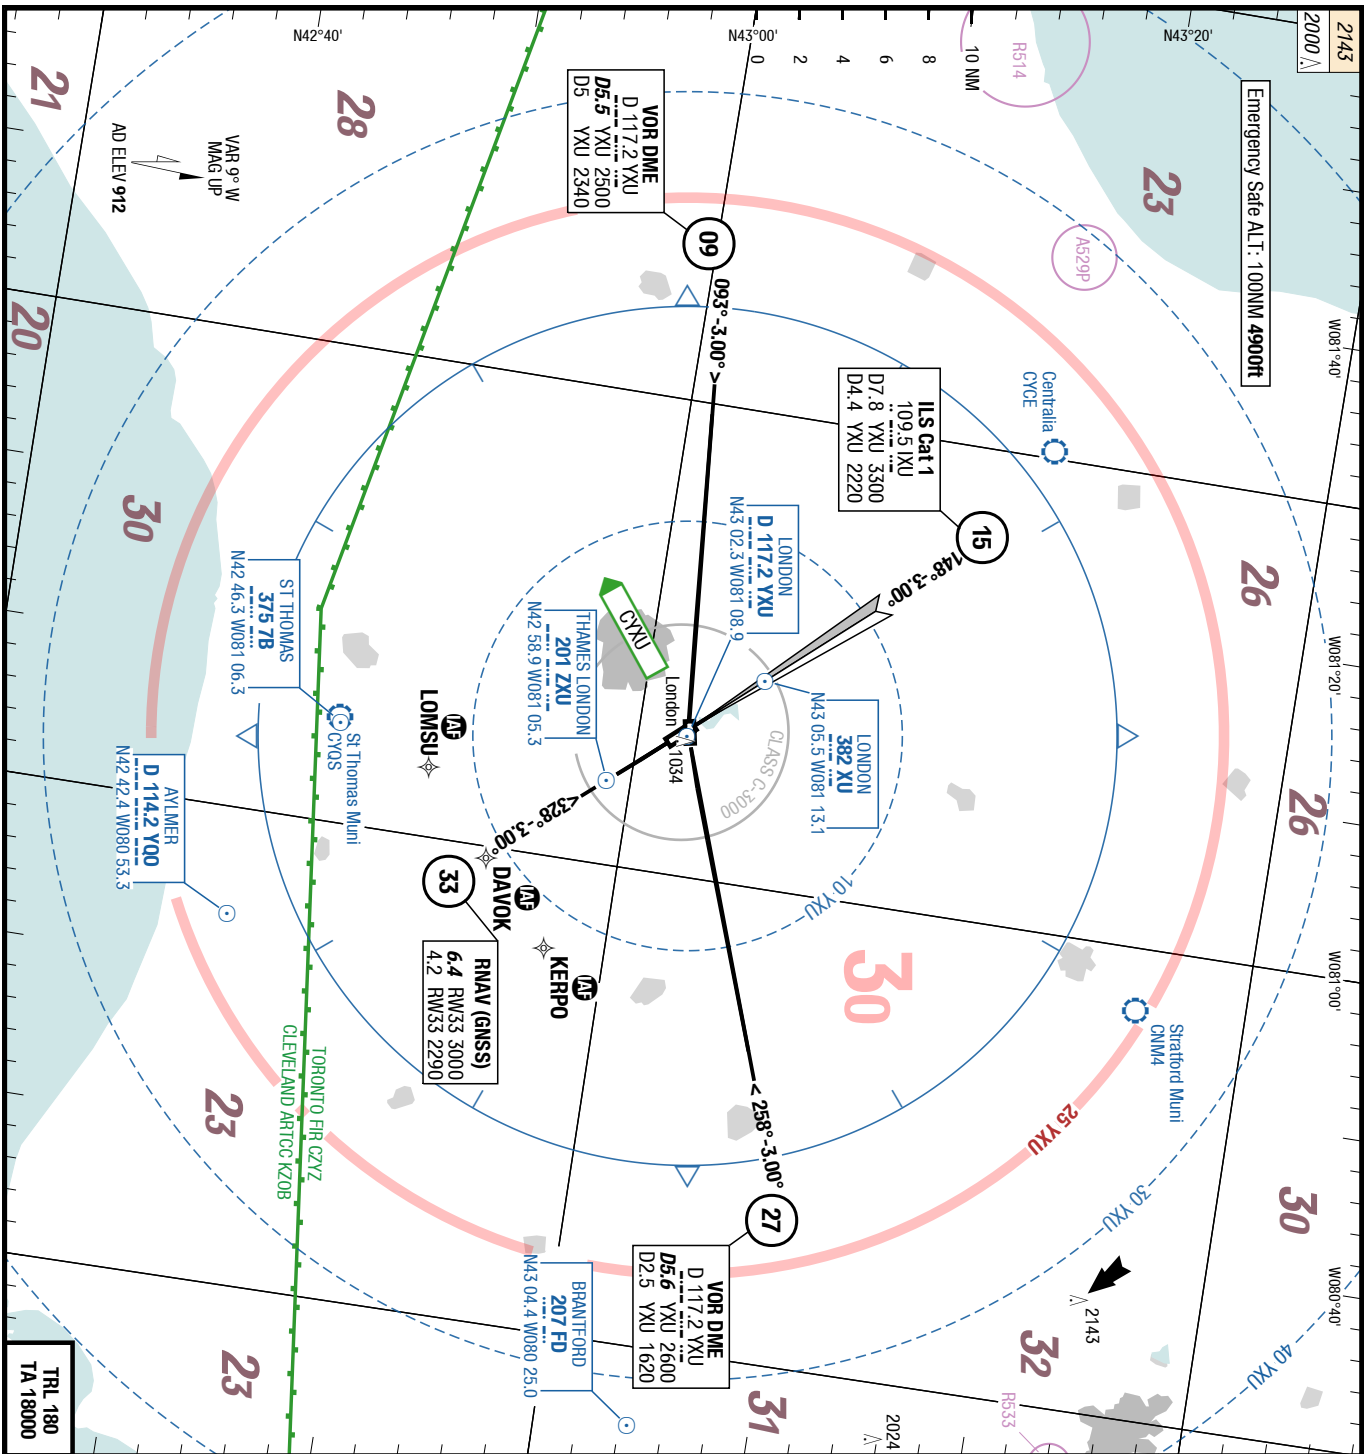 2143
2000
Emergency Safe ALT: 100NM 4900ft
N43°20'
N43°00'
N42°40'
W081°40'
W081°20'
W081°00'
W080°40'
0
2
4
6
8
10 NM
R514
A529P
R533
23
28
21
20
30
26
26
30
32
31
23
23
30
VAR 9° W
MAG UP
AD ELEV 912
VOR DME
D 117.2 YXU
D5.5 YXU 2500
D5 YXU 2340
09
093°-3.00° >
Centralia
CYCE
ILS Cat 1
109.5 IXU
D7.8 YXU 3300
D4.4 YXU 2220
15
148°-3.00°
LONDON
D 117.2 YXU
N43 02.3 W081 08.9
LONDON
382 XU
N43 05.5 W081 13.1
THAMES LONDON
201 ZXU
N42 58.9 W081 05.3
CYXU
London
1034
CLASS C-3000
ST THOMAS
375 7B
N42 46.3 W081 06.3
St Thomas Muni
CYQS
AYLMER
D 114.2 YQO
N42 42.4 W080 53.3
IAF
LOMSU
IAF
DAVOK
IAF
KERPO
<328°-3.00°
33
RNAV (GNSS)
6.4 RW33 3000
4.2 RW33 2290
10 YXU
25 YXU
30 YXU
40 YXU
Stratford Muni
CNM4
< 258°-3.00°
27
VOR DME
D 117.2 YXU
D5.6 YXU 2600
D2.5 YXU 1620
BRANTFORD
207 FD
N43 04.4 W080 25.0
TORONTO FIR CZYZ
CLEVELAND ARTCC KZOB
2143
2024
TRL 180
TA 18000